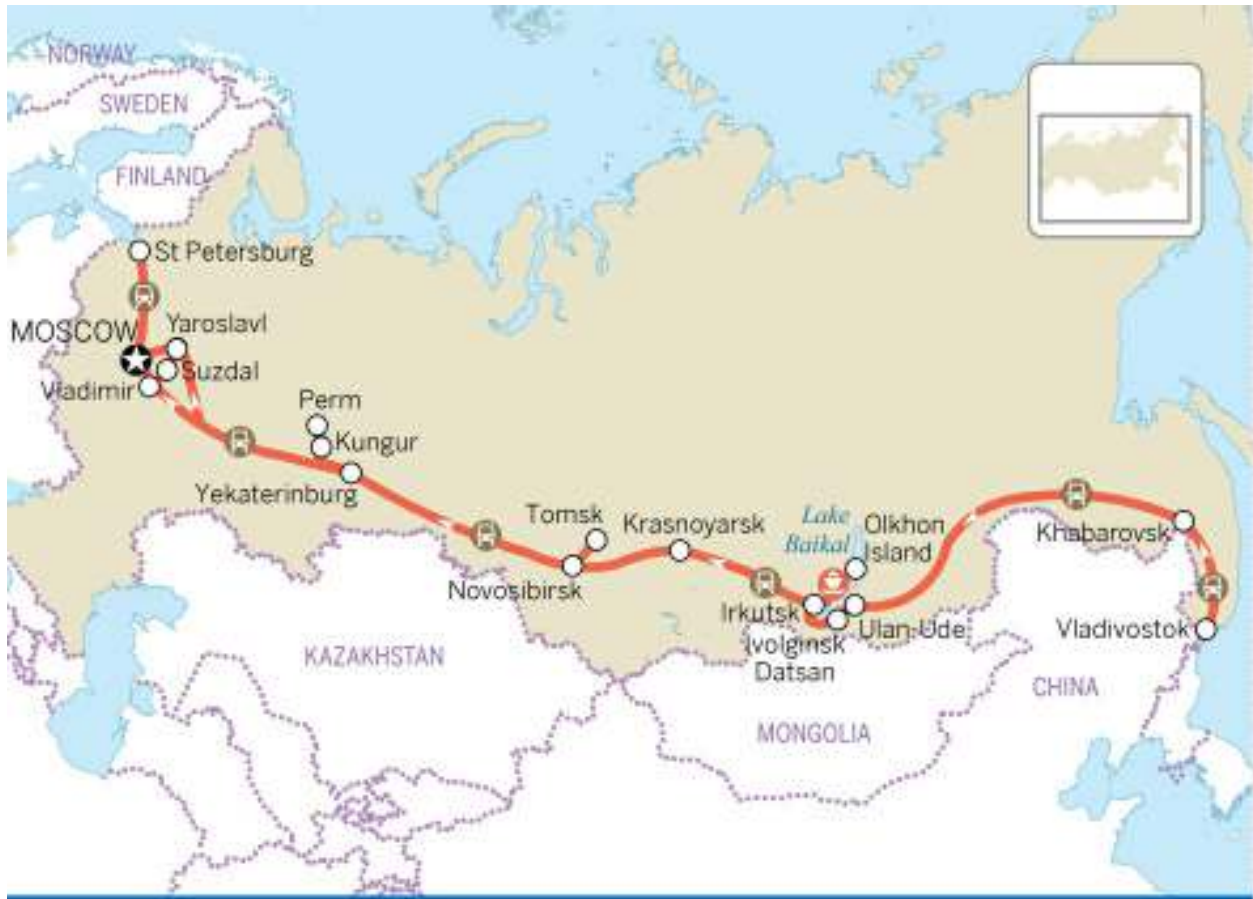 NORWAY
SWEDEN
FINLAND
St Petersburg
MOSCOW
Yaroslavl
Suzdal
Vladimir
Perm
Kungur
Yekaterinburg
Tomsk
Novosibirsk
Krasnoyarsk
Lake
Baikal
Olkhon
Island
Irkutsk
Ivolginsk
Datsan
Ulan-Ude
Khabarovsk
Vladivostok
KAZAKHSTAN
MONGOLIA
CHINA